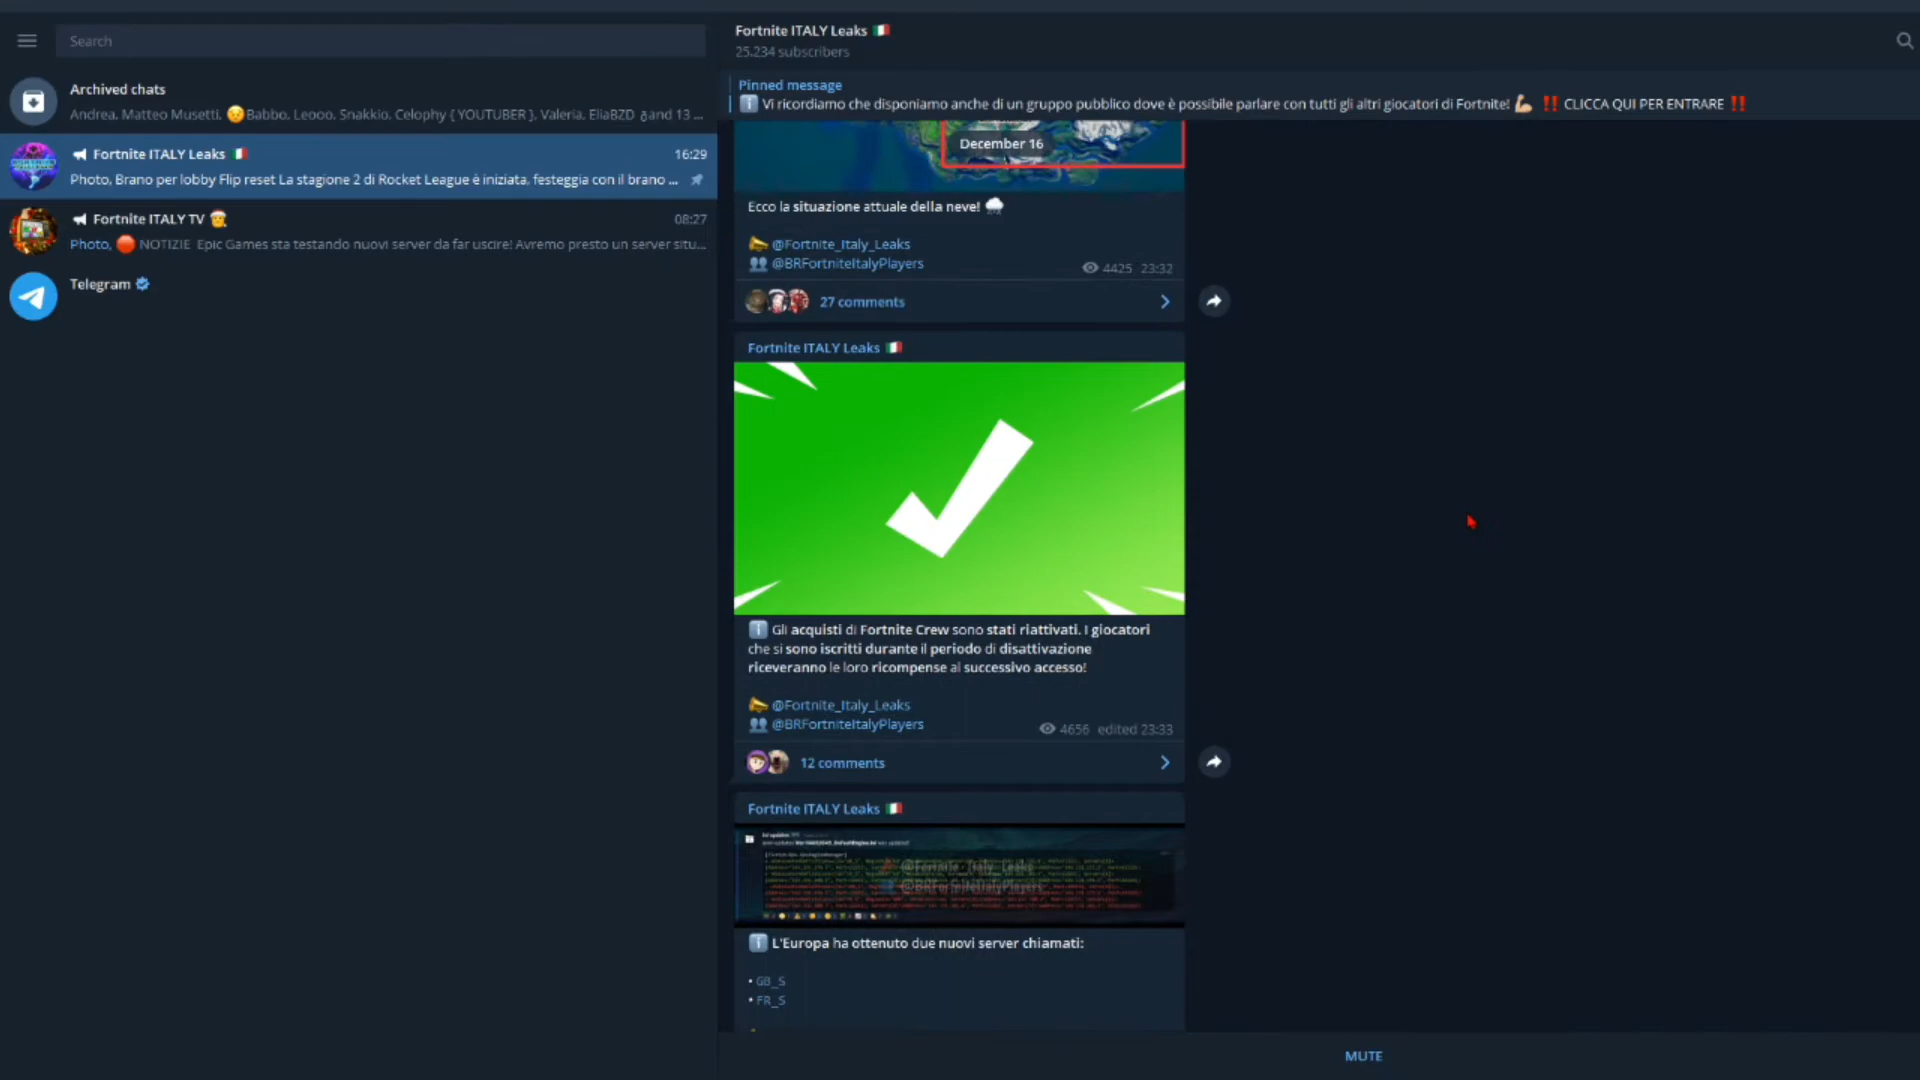 Search
Archived chats
Andrea, Matteo Musetti, 😔Babbo, Leooo, Snakkio, Celophy { YOUTUBER }, Valeria, EliaBZD and 13 ...
Fortnite ITALY Leaks 🇮🇹
16:29
Photo, Brano per lobby Flip reset La stagione 2 di Rocket League è iniziata, festeggia con il brano ...
Fortnite ITALY TV 🎅
08:27
Photo, 🔴 NOTIZIE Epic Games sta testando nuovi server da far uscire! Avremo presto un server situ...
Telegram
Fortnite ITALY Leaks 🇮🇹
25,234 subscribers
Pinned message
ℹ️ Vi ricordiamo che disponiamo anche di un gruppo pubblico dove è possibile parlare con tutti gli altri giocatori di Fortnite! 💪🏼 ‼️ CLICCA QUI PER ENTRARE ‼️
December 16
Ecco la situazione attuale della neve! 🌨
@Fortnite_Italy_Leaks
👥 @BRFortniteItalyPlayers
4425 23:32
27 comments
Fortnite ITALY Leaks 🇮🇹
ℹ️ Gli acquisti di Fortnite Crew sono stati riattivati. I giocatori
che si sono iscritti durante il periodo di disattivazione
riceveranno le loro ricompense al successivo accesso!
@Fortnite_Italy_Leaks
👥 @BRFortniteItalyPlayers
4656 edited 23:33
12 comments
Fortnite ITALY Leaks 🇮🇹
@Fortnite_Italy_Leaks
@BRFortniteItalyPlayers
ℹ️ L'Europa ha ottenuto due nuovi server chiamati:
• GB_S
• FR_S
MUTE